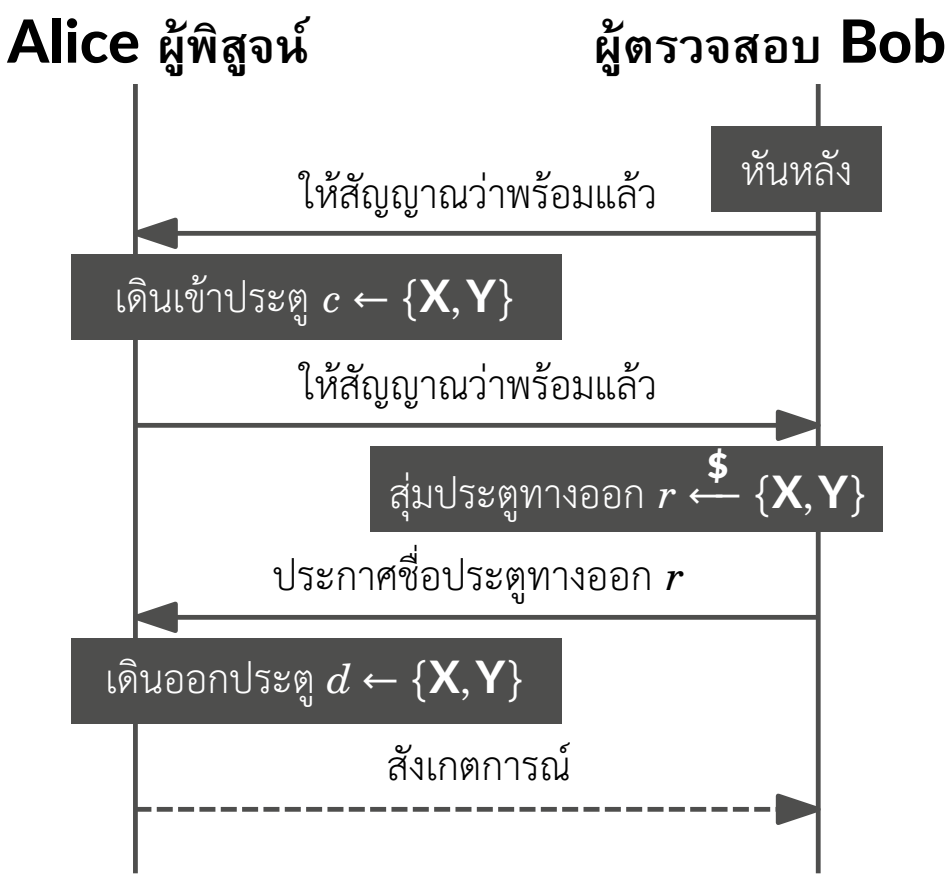 Alice ผู้พิสูจน์ ผู้ตรวจสอบ Bob
หันหลัง
ให้สัญญาณว่าพร้อมแล้ว
เดินเข้าประตู c ← {X, Y}
ให้สัญญาณว่าพร้อมแล้ว
$
สุ่มประตูทางออก r ⟵ {X, Y}
ประกาศชื่อประตูทางออก r
เดินออกประตู d ← {X, Y}
สังเกตการณ์